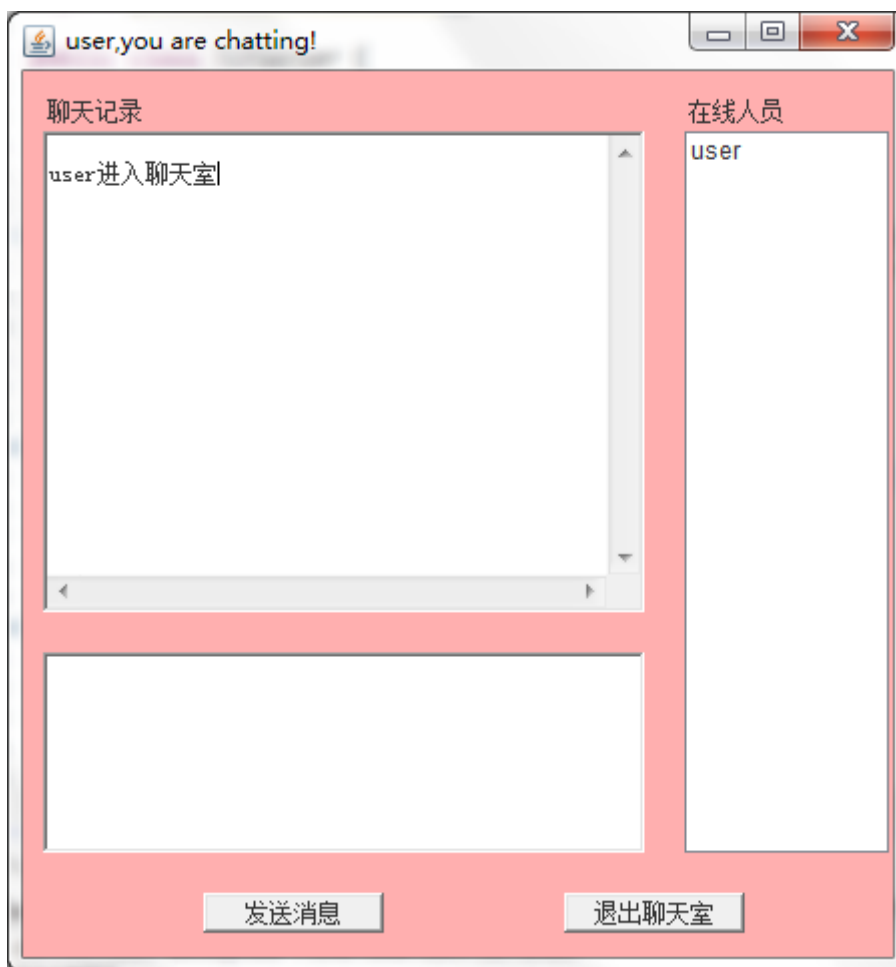 user,you are chatting!
聊天记录
user进入聊天室
在线人员
user
发送消息
退出聊天室